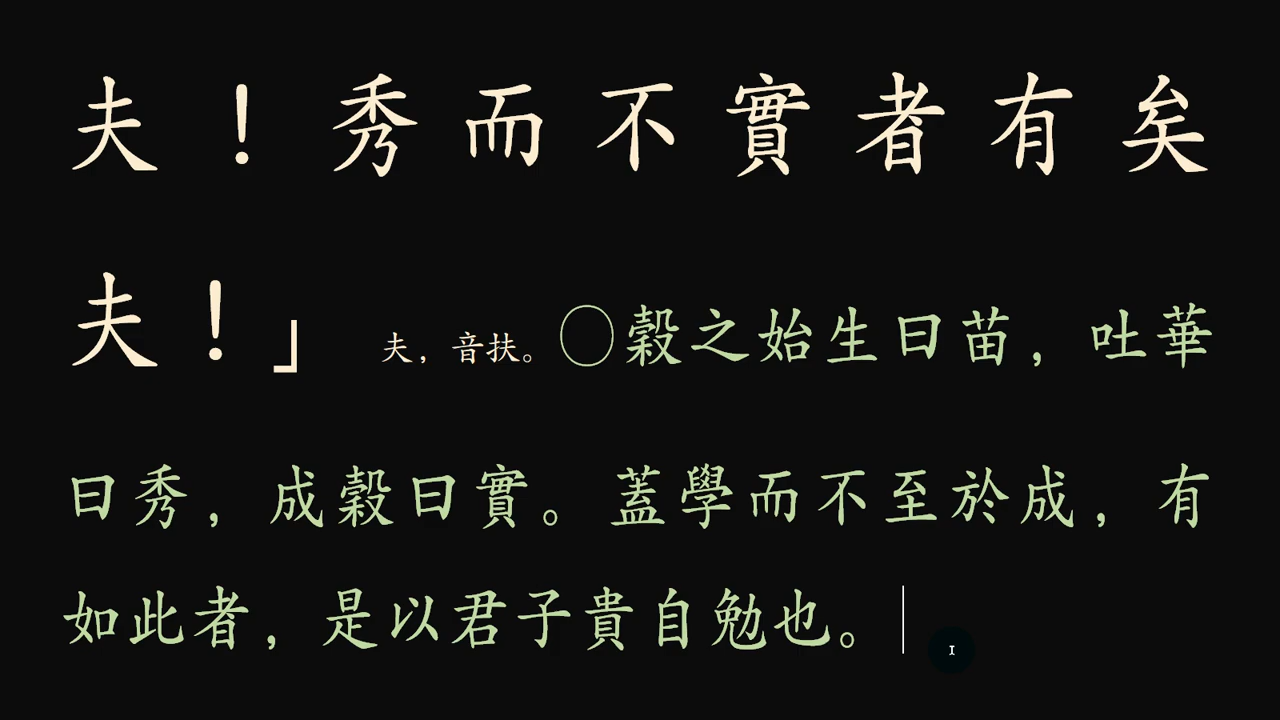 夫！秀而不實者有矣
夫！」 夫，音扶。○穀之始生曰苗，吐華
曰秀，成穀曰實。蓋學而不至於成，有
如此者，是以君子貴自勉也。